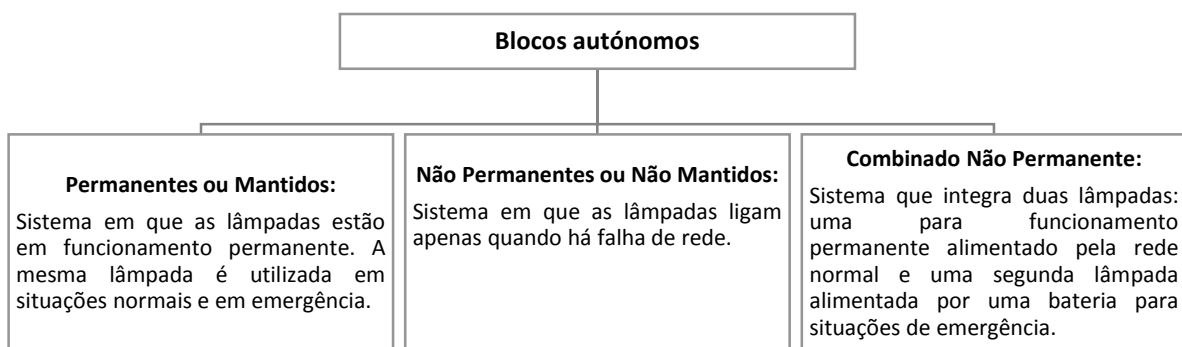 Blocos autónomos
Permanentes ou Mantidos:
Sistema em que as lâmpadas estão
em funcionamento permanente. A
mesma lâmpada é utilizada em
situações normais e em emergência.
Não Permanentes ou Não Mantidos:
Sistema em que as lâmpadas ligam
apenas quando há falha de rede.
Combinado Não Permanente:
Sistema que integra duas lâmpadas:
uma para funcionamento
permanente alimentado pela rede
normal e uma segunda lâmpada
alimentada por uma bateria para
situações de emergência.